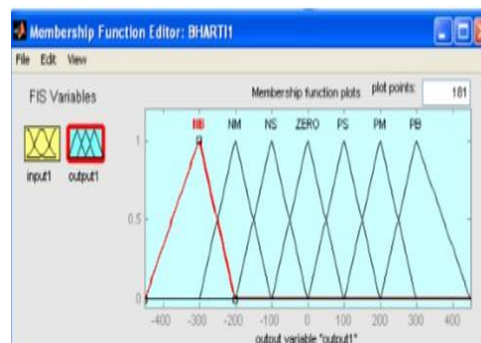 Membership Function Editor: BHARTI1
File Edit View
FIS Variables
Membership function plots plot points: 181
NB NM NS ZERO PS PM PB
input1 output1
1
0.5
0
-400 -300 -200 -100 0 100 200 300 400
output variable "output1"